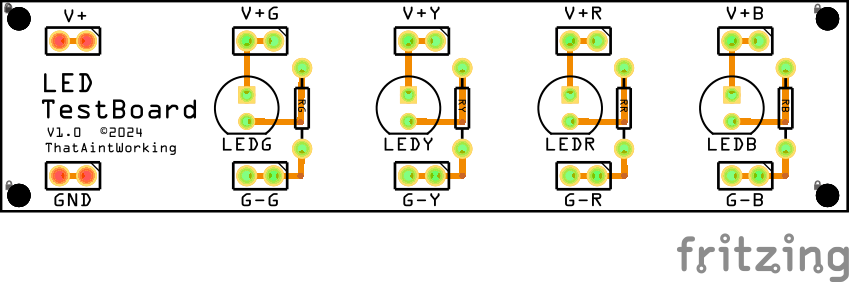 V+
V+G
V+Y
V+R
V+B
LED
TestBoard
V1.0 ©2024
ThatAintWorking
RG
RY
RR
RB
LEDG
LEDY
LEDR
LEDB
GND
G-G
G-Y
G-R
G-B
fritzing